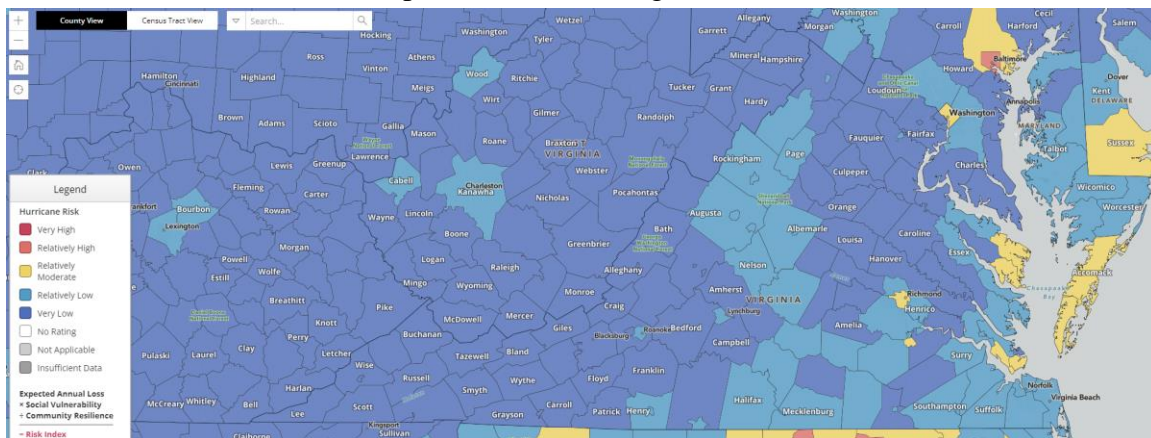 County View
Census Tract View
Search...
Legend
Hurricane Risk
Very High
Relatively High
Relatively
Moderate
Relatively Low
Very Low
No Rating
Not Applicable
Insufficient Data
Expected Annual Loss
× Social Vulnerability
÷ Community Resilience
= Risk Index
Hocking
Washington
Wetzel
Tyler
Garrett
Allegany
Morgan
Washington
Carroll
Harford
Cecil
Salem
Ross
Athens
Vinton
Wood
Ritchie
Mineral
Hampshire
Howard
Baltimore
Hamilton
Cincinnati
Highland
Meigs
Wirt
Tucker
Grant
Hardy
Loudoun
Dover
Kent
DELAWARE
Annapolis
Washington
Brown
Adams
Scioto
Gallia
Mason
Roane
Gilmer
Randolph
Braxton
VIRGINIA
Fauquier
Fairfax
MARYLAND
Talbot
Sussex
Owen
Lewis
Greenup
Lawrence
Webster
Rockingham
Page
Charles
Clark
Fleming
Carter
Cabell
Charleston
Kanawha
Nicholas
Pocahontas
Culpeper
Wicomico
Worcester
Bourbon
Lexington
Rowan
Wayne
Lincoln
Boone
Augusta
Orange
Albemarle
Louisa
Caroline
Essex
Morgan
Greenbrier
Bath
Accomack
Powell
Estill
Wolfe
Logan
Raleigh
Alleghany
Nelson
Hanover
Chesapeake
Bay
Breathitt
Pike
Mingo
Wyoming
Monroe
Craig
Amherst
VIRGINIA
Richmond
Henrico
Knott
Perry
McDowell
Mercer
Giles
Blacksburg
Roanoke
Bedford
Lynchburg
Amelia
Pulaski
Laurel
Clay
Letcher
Buchanan
Tazewell
Bland
Campbell
Surry
Wise
Russell
Wythe
Floyd
Franklin
Norfolk
Virginia Beach
Harlan
Smyth
McCreary
Whitley
Bell
Lee
Scott
Grayson
Carroll
Patrick
Henry
Halifax
Mecklenburg
Southampton
Suffolk
Claiborne
Kingsport
Sullivan